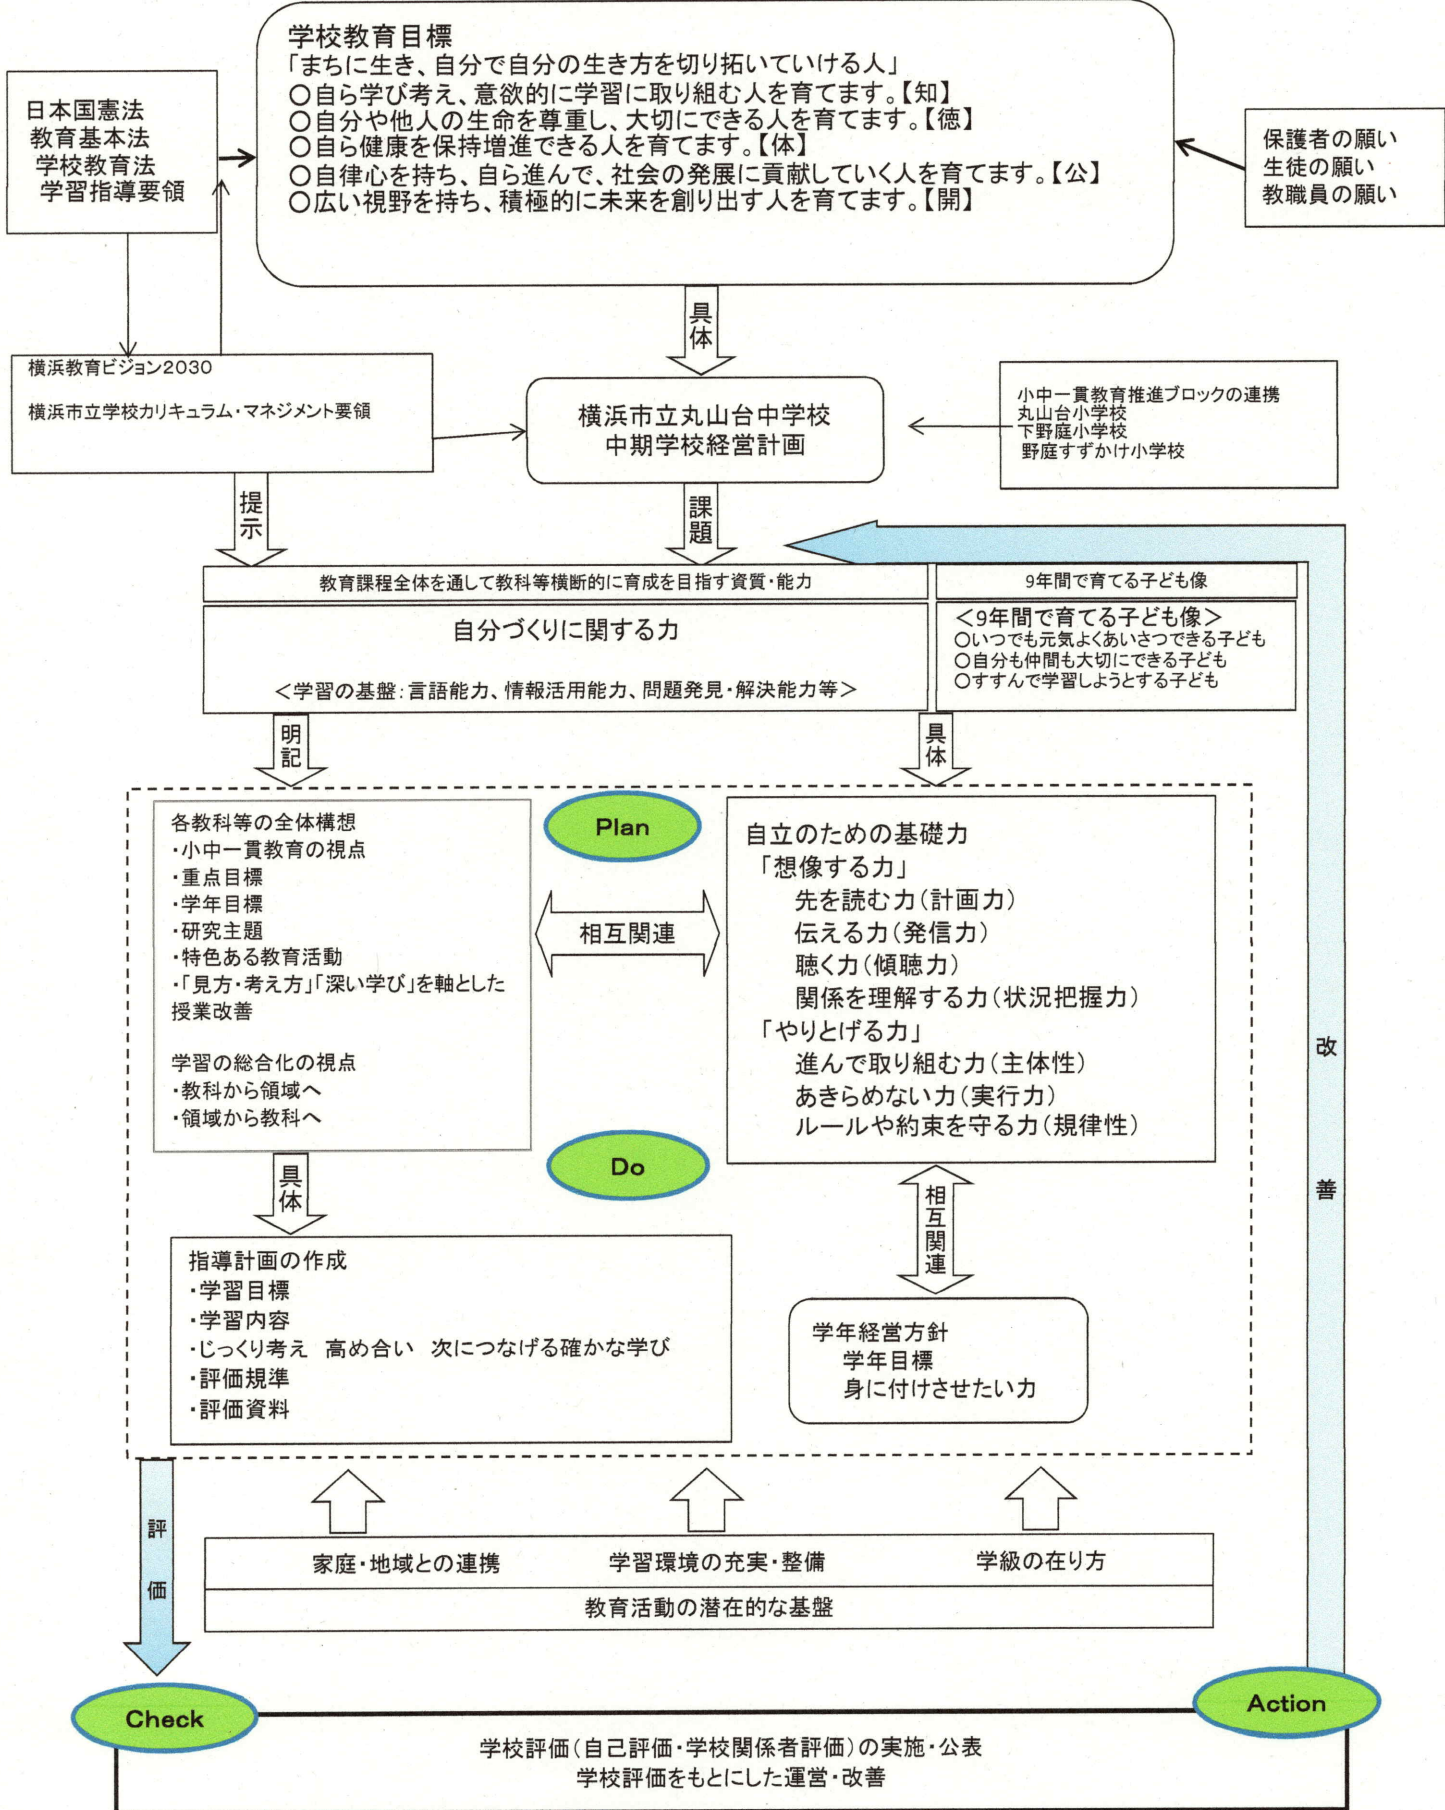 学校教育目標
「まちに生き、自分で自分の生き方を切り拓いていける人」
○自ら学び考え、意欲的に学習に取り組む人を育てます。【知】
○自分や他人の生命を尊重し、大切にできる人を育てます。【徳】
○自ら健康を保持増進できる人を育てます。【体】
○自律心を持ち、自ら進んで、社会の発展に貢献していく人を育てます。【公】
○広い視野を持ち、積極的に未来を創り出す人を育てます。【開】
日本国憲法
教育基本法
学校教育法
学習指導要領
保護者の願い
生徒の願い
教職員の願い
具体
横浜教育ビジョン2030
横浜市立学校カリキュラム・マネジメント要領
横浜市立丸山台中学校
中期学校経営計画
小中一貫教育推進ブロックの連携
丸山台小学校
下野庭小学校
野庭すずかけ小学校
提示
課題
教育課程全体を通して教科等横断的に育成を目指す資質・能力
9年間で育てる子ども像
自分づくりに関する力
<学習の基盤:言語能力、情報活用能力、問題発見・解決能力等>
<9年間で育てる子ども像>
○いつでも元気よくあいさつできる子ども
○自分も仲間も大切にできる子ども
○すすんで学習しようとする子ども
明記
具体
各教科等の全体構想
・小中一貫教育の視点
・重点目標
・学年目標
・研究主題
・特色ある教育活動
・「見方・考え方」「深い学び」を軸とした
授業改善
学習の総合化の視点
・教科から領域へ
・領域から教科へ
Plan
相互関連
Do
自立のための基礎力
「想像する力」
先を読む力(計画力)
伝える力(発信力)
聴く力(傾聴力)
関係を理解する力(状況把握力)
「やりとげる力」
進んで取り組む力(主体性)
あきらめない力(実行力)
ルールや約束を守る力(規律性)
改善
具体
相互関連
指導計画の作成
・学習目標
・学習内容
・じっくり考え 高め合い 次につなげる確かな学び
・評価規準
・評価資料
学年経営方針
学年目標
身に付けさせたい力
評価
家庭・地域との連携
学習環境の充実・整備
学級の在り方
教育活動の潜在的な基盤
Check
Action
学校評価(自己評価・学校関係者評価)の実施・公表
学校評価をもとにした運営・改善